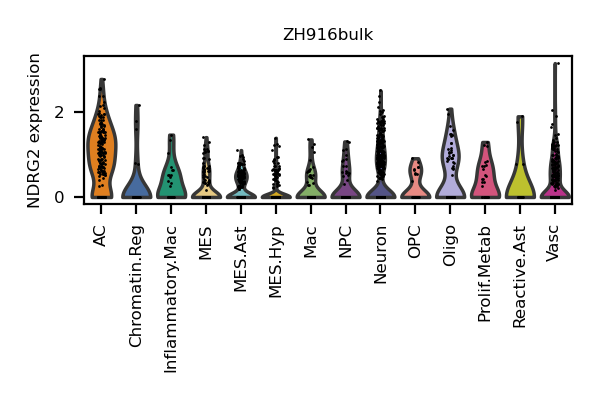 ZH916bulk
NDRG2 expression
2
0
AC
Chromatin.Reg
Inflammatory.Mac
MES
MES.Ast
MES.Hyp
Mac
NPC
Neuron
OPC
Oligo
Prolif.Metab
Reactive.Ast
Vasc